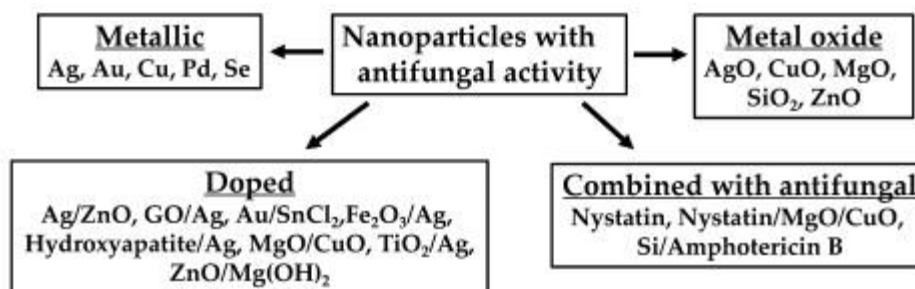 Metallic
Ag, Au, Cu, Pd, Se
Nanoparticles with
antifungal activity
Metal oxide
AgO, CuO, MgO,
SiO₂, ZnO
Doped
Ag/ZnO, GO/Ag, Au/SnCl₂,Fe₂O₃/Ag,
Hydroxyapatite/Ag, MgO/CuO, TiO₂/Ag,
ZnO/Mg(OH)₂
Combined with antifungal
Nystatin, Nystatin/MgO/CuO,
Si/Amphotericin B